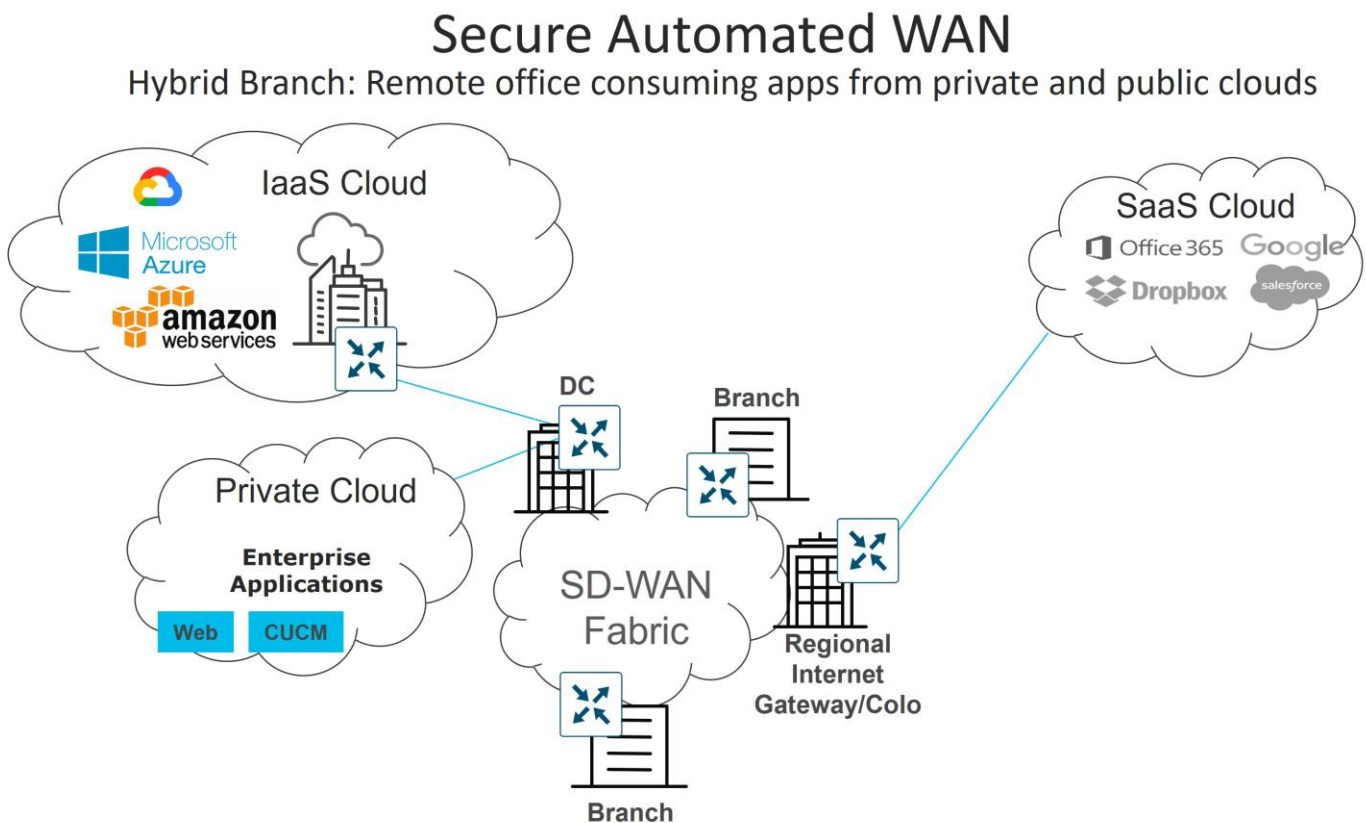 Secure Automated WAN
Hybrid Branch: Remote office consuming apps from private and public clouds
IaaS Cloud
Microsoft
Azure
amazon
webservices
SaaS Cloud
Office 365 Google
Dropbox salesforce
DC
Branch
Private Cloud
Enterprise
Applications
Web CUCM
SD-WAN
Fabric
Regional
Internet
Gateway/Colo
Branch